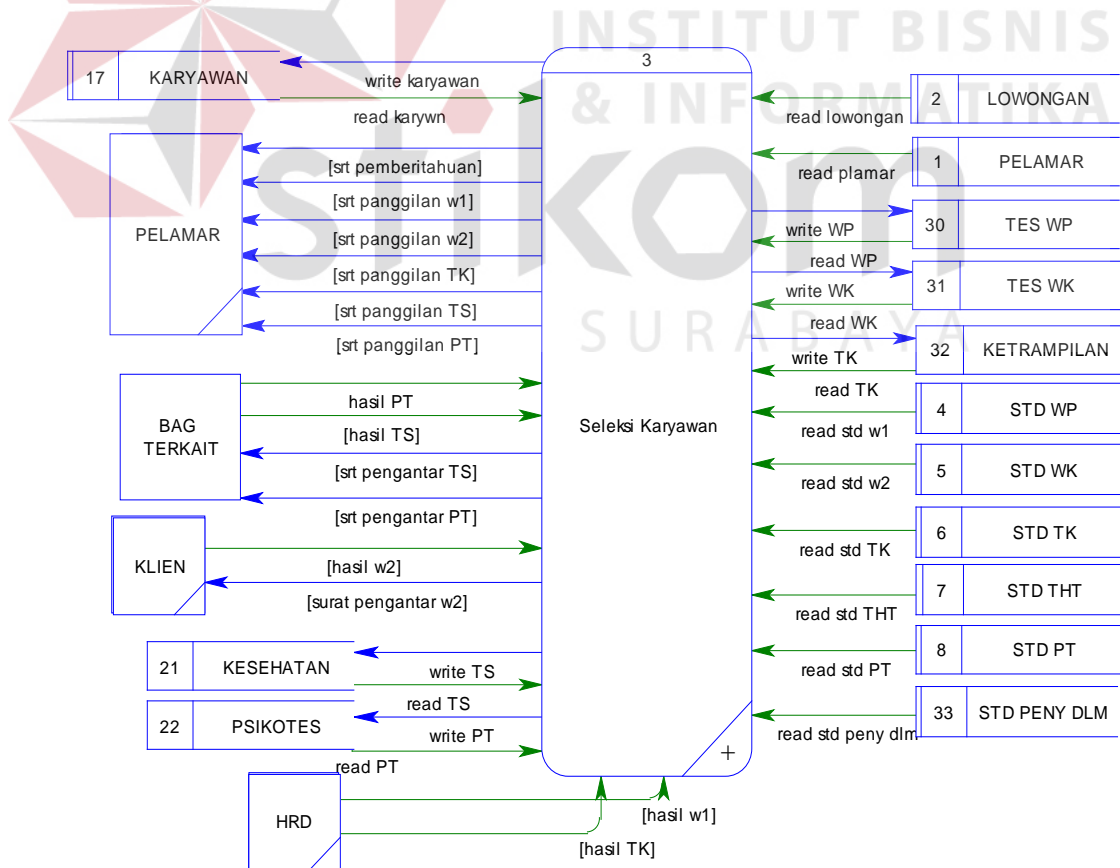 INSTITUT BISNIS
& INFORMATIKA
stikom
SURABAYA
17 KARYAWAN
write karyawan
read karywn
PELAMAR
[srt pemberitahuan]
[srt panggilan w1]
[srt panggilan w2]
[srt panggilan TK]
[srt panggilan TS]
[srt panggilan PT]
BAG
TERKAIT
hasil PT
[hasil TS]
[srt pengantar TS]
[srt pengantar PT]
KLIEN
[hasil w2]
[surat pengantar w2]
21 KESEHATAN
write TS
read TS
22 PSIKOTES
write PT
read PT
HRD
[hasil w1]
[hasil TK]
3
Seleksi Karyawan
+
2 LOWONGAN
read lowongan
1 PELAMAR
read plamar
30 TES WP
write WP
read WP
31 TES WK
write WK
read WK
32 KETRAMPILAN
write TK
read TK
4 STD WP
read std w1
5 STD WK
read std w2
6 STD TK
read std TK
7 STD THT
read std THT
8 STD PT
read std PT
33 STD PENY DLM
read std peny dlm